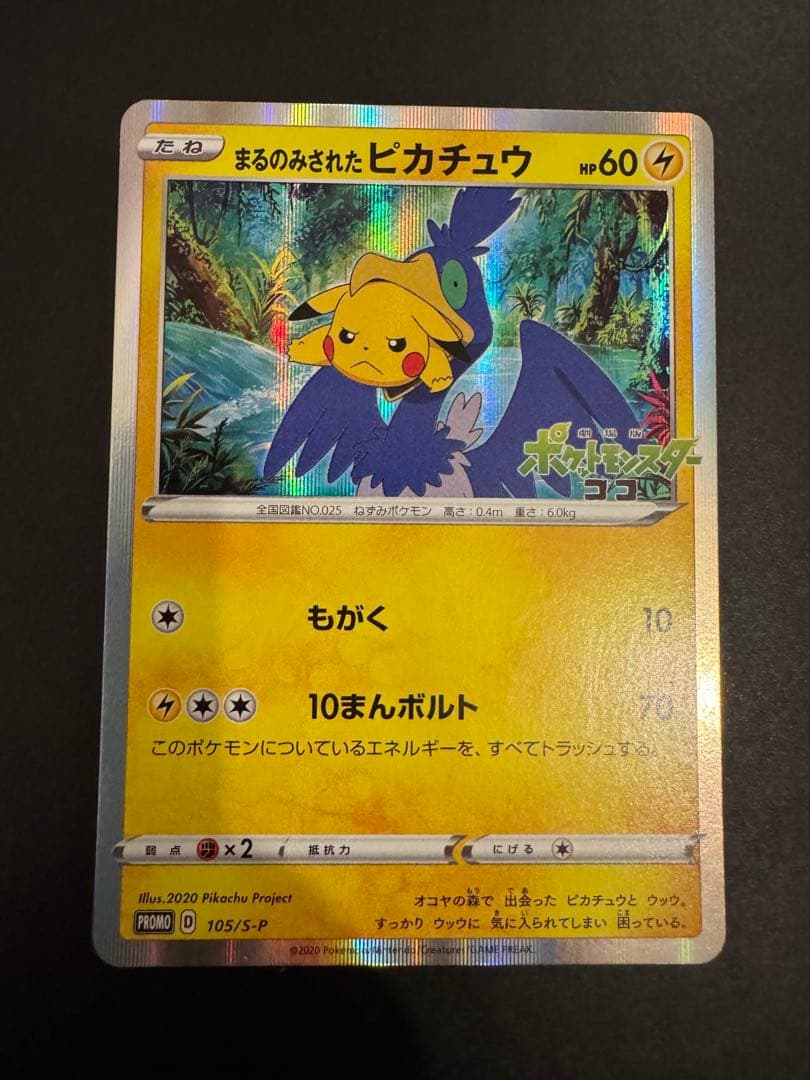 たね まるのみされたピカチュウ HP60
劇場版
ポケットモンスター
ココ
全国図鑑NO.025 ねずみポケモン 高さ:0.4m 重さ:6.0kg
もがく 10
10まんボルト 70
このポケモンについているエネルギーを、すべてトラッシュする。
弱点 ×2 抵抗力 にげる
Illus.2020 Pikachu Project
オコヤの森で 出会った ピカチュウと ウッウ。
すっかり ウッウに 気に入られてしまい 困っている。
PROMO D 105/S-P
©2020 Pokémon/Nintendo/Creatures/GAME FREAK.